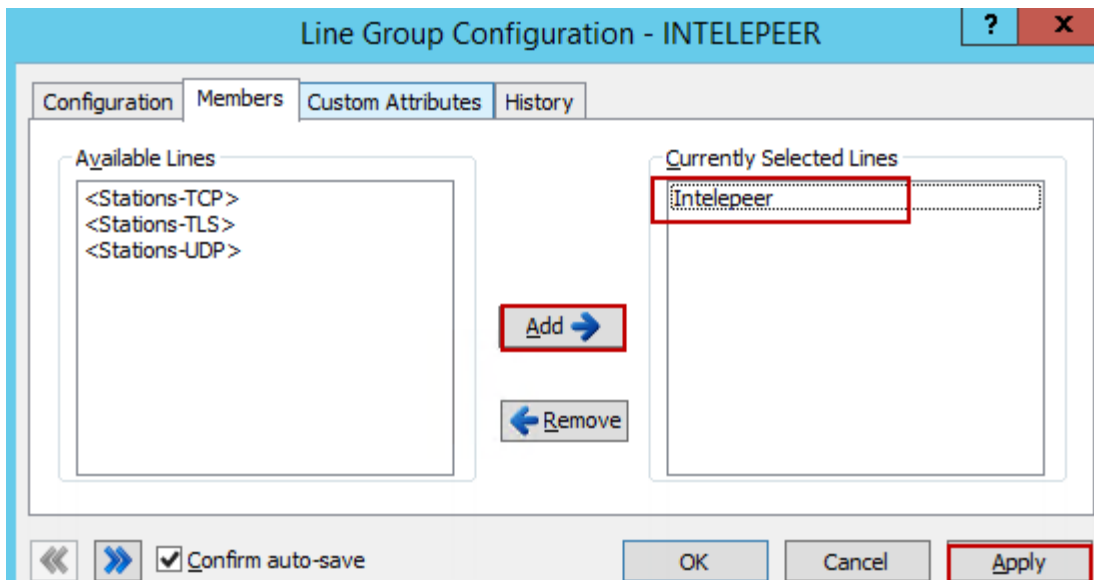 Line Group Configuration - INTELEPEER
? x
Configuration Members Custom Attributes History
Available Lines
<Stations-TCP>
<Stations-TLS>
<Stations-UDP>
Add
Remove
Currently Selected Lines
Intelepeer
Confirm auto-save
OK Cancel Apply